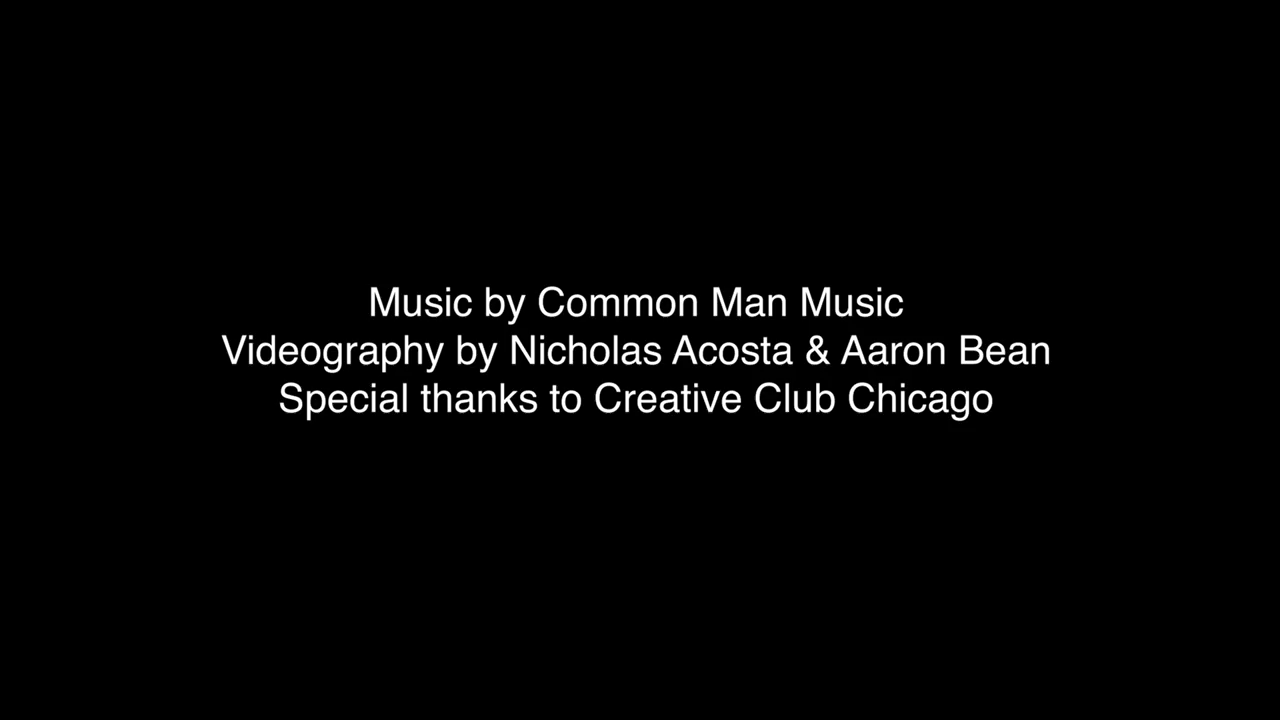 Music by Common Man Music
Videography by Nicholas Acosta & Aaron Bean
Special thanks to Creative Club Chicago